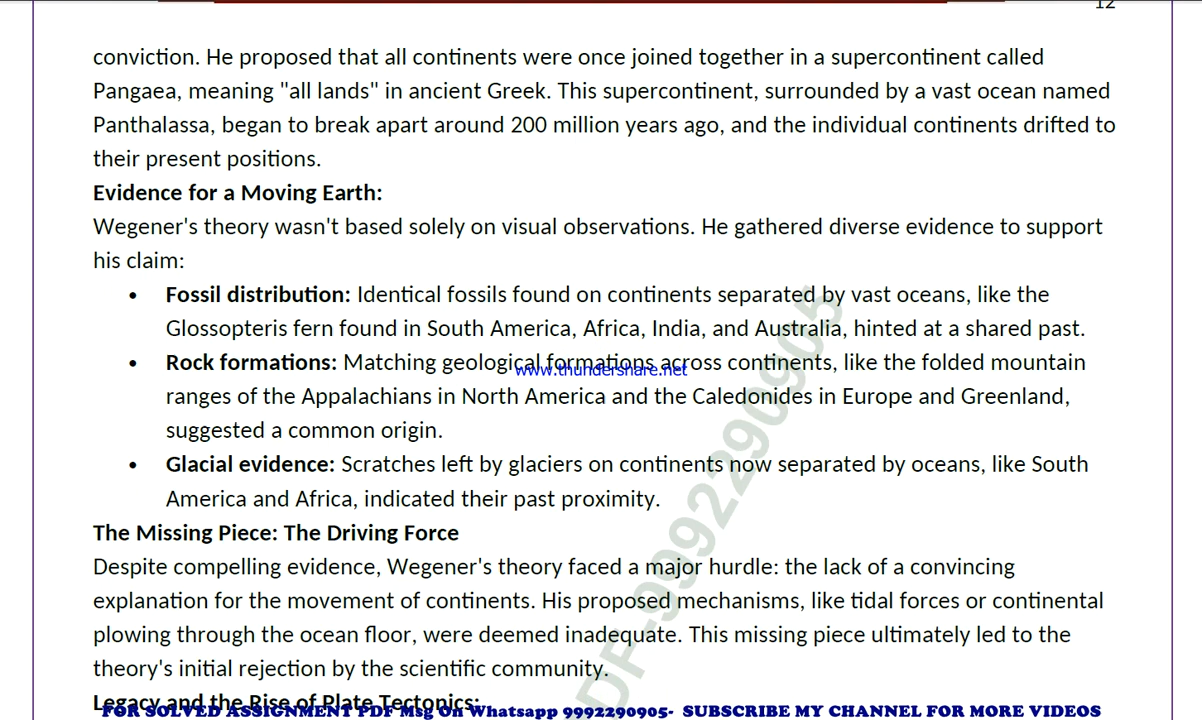 12
conviction. He proposed that all continents were once joined together in a supercontinent called
Pangaea, meaning "all lands" in ancient Greek. This supercontinent, surrounded by a vast ocean named
Panthalassa, began to break apart around 200 million years ago, and the individual continents drifted to
their present positions.
Evidence for a Moving Earth:
Wegener's theory wasn't based solely on visual observations. He gathered diverse evidence to support
his claim:
• Fossil distribution: Identical fossils found on continents separated by vast oceans, like the
Glossopteris fern found in South America, Africa, India, and Australia, hinted at a shared past.
• Rock formations: Matching geological formations across continents, like the folded mountain
www.thundershare.net
ranges of the Appalachians in North America and the Caledonides in Europe and Greenland,
suggested a common origin.
• Glacial evidence: Scratches left by glaciers on continents now separated by oceans, like South
America and Africa, indicated their past proximity.
The Missing Piece: The Driving Force
Despite compelling evidence, Wegener's theory faced a major hurdle: the lack of a convincing
explanation for the movement of continents. His proposed mechanisms, like tidal forces or continental
plowing through the ocean floor, were deemed inadequate. This missing piece ultimately led to the
theory's initial rejection by the scientific community.
Legacy and the Rise of Plate Tectonics:
FOR SOLVED ASSIGNMENT PDF Msg On Whatsapp 9992290905- SUBSCRIBE MY CHANNEL FOR MORE VIDEOS
DF-9992290905